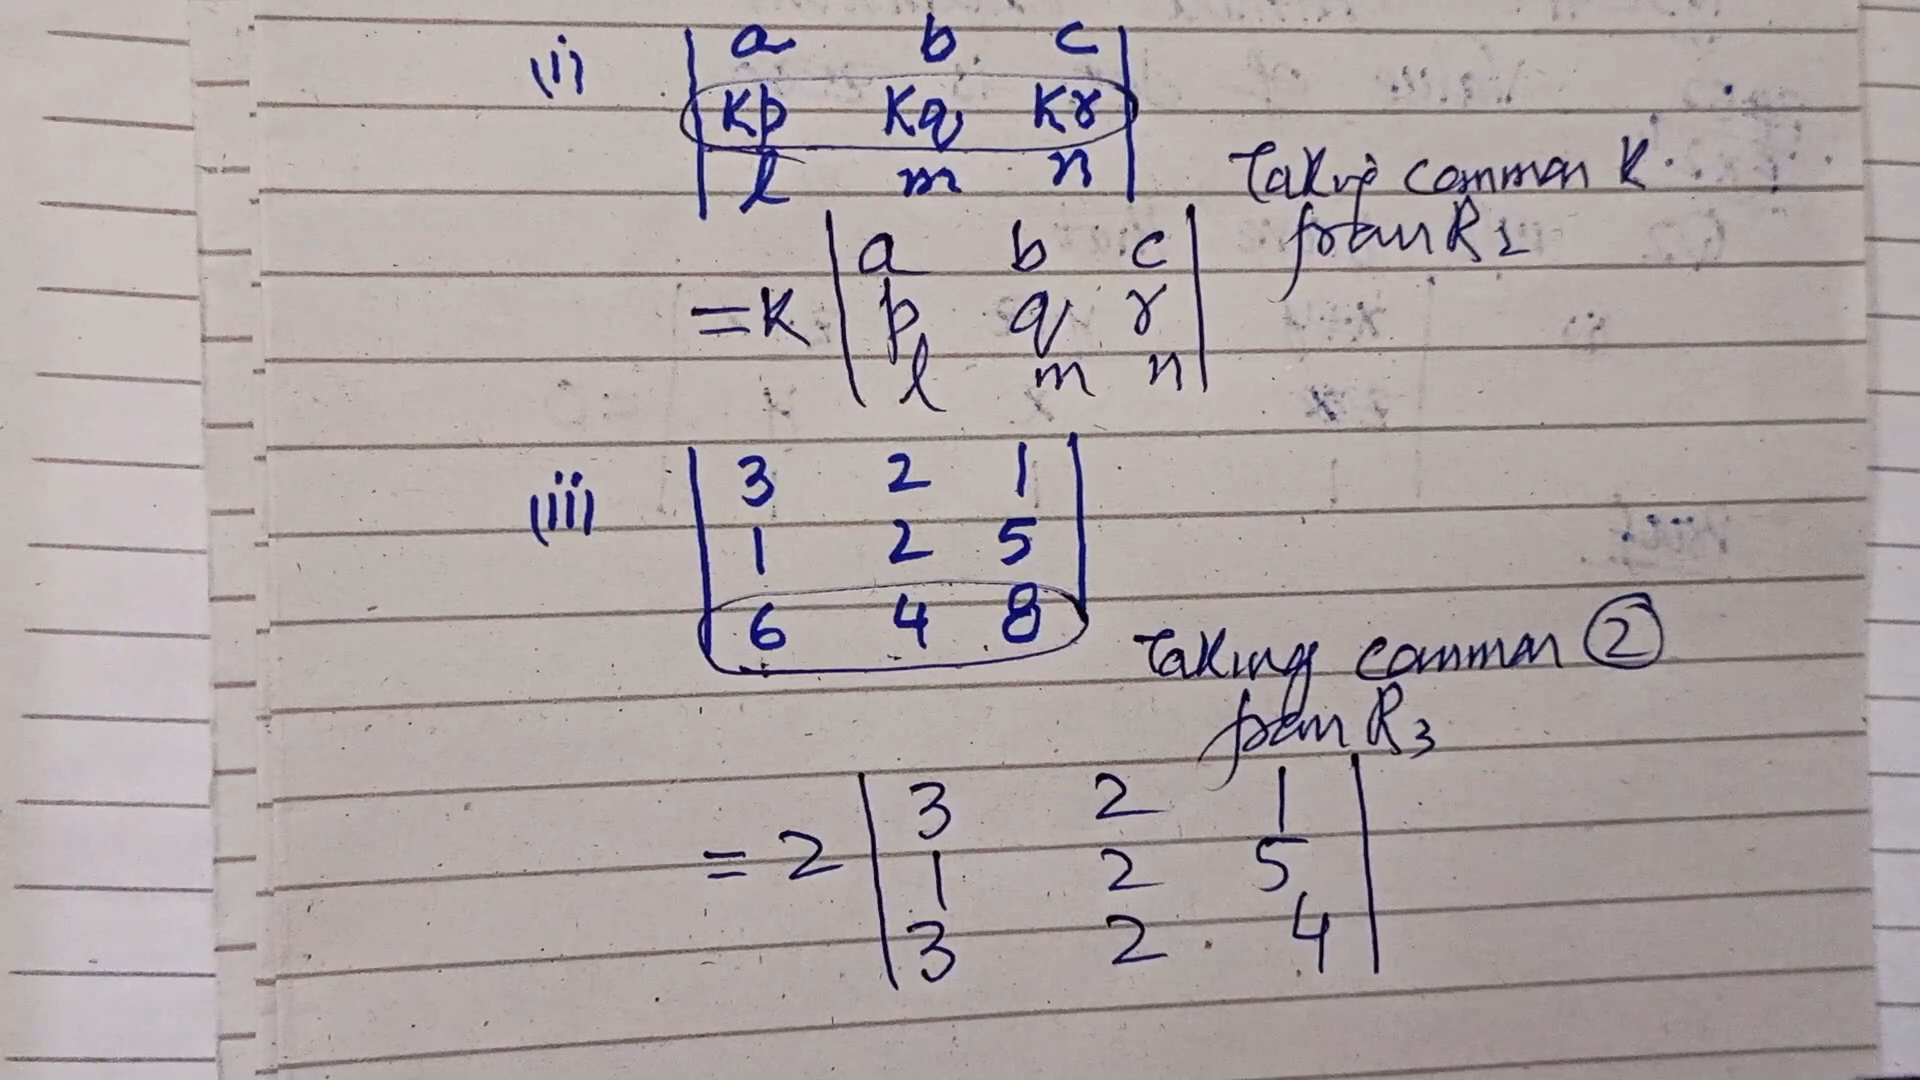 (i) | a b c |
| Kp Kq Kr |
| l m n | Taking common K
from R2
= K | a b c |
| p q r |
| l m n |
(ii) | 3 2 1 |
| 1 2 5 |
| 6 4 8 | Taking common 2
from R3
= 2 | 3 2 1 |
| 1 2 5 |
| 3 2 4 |